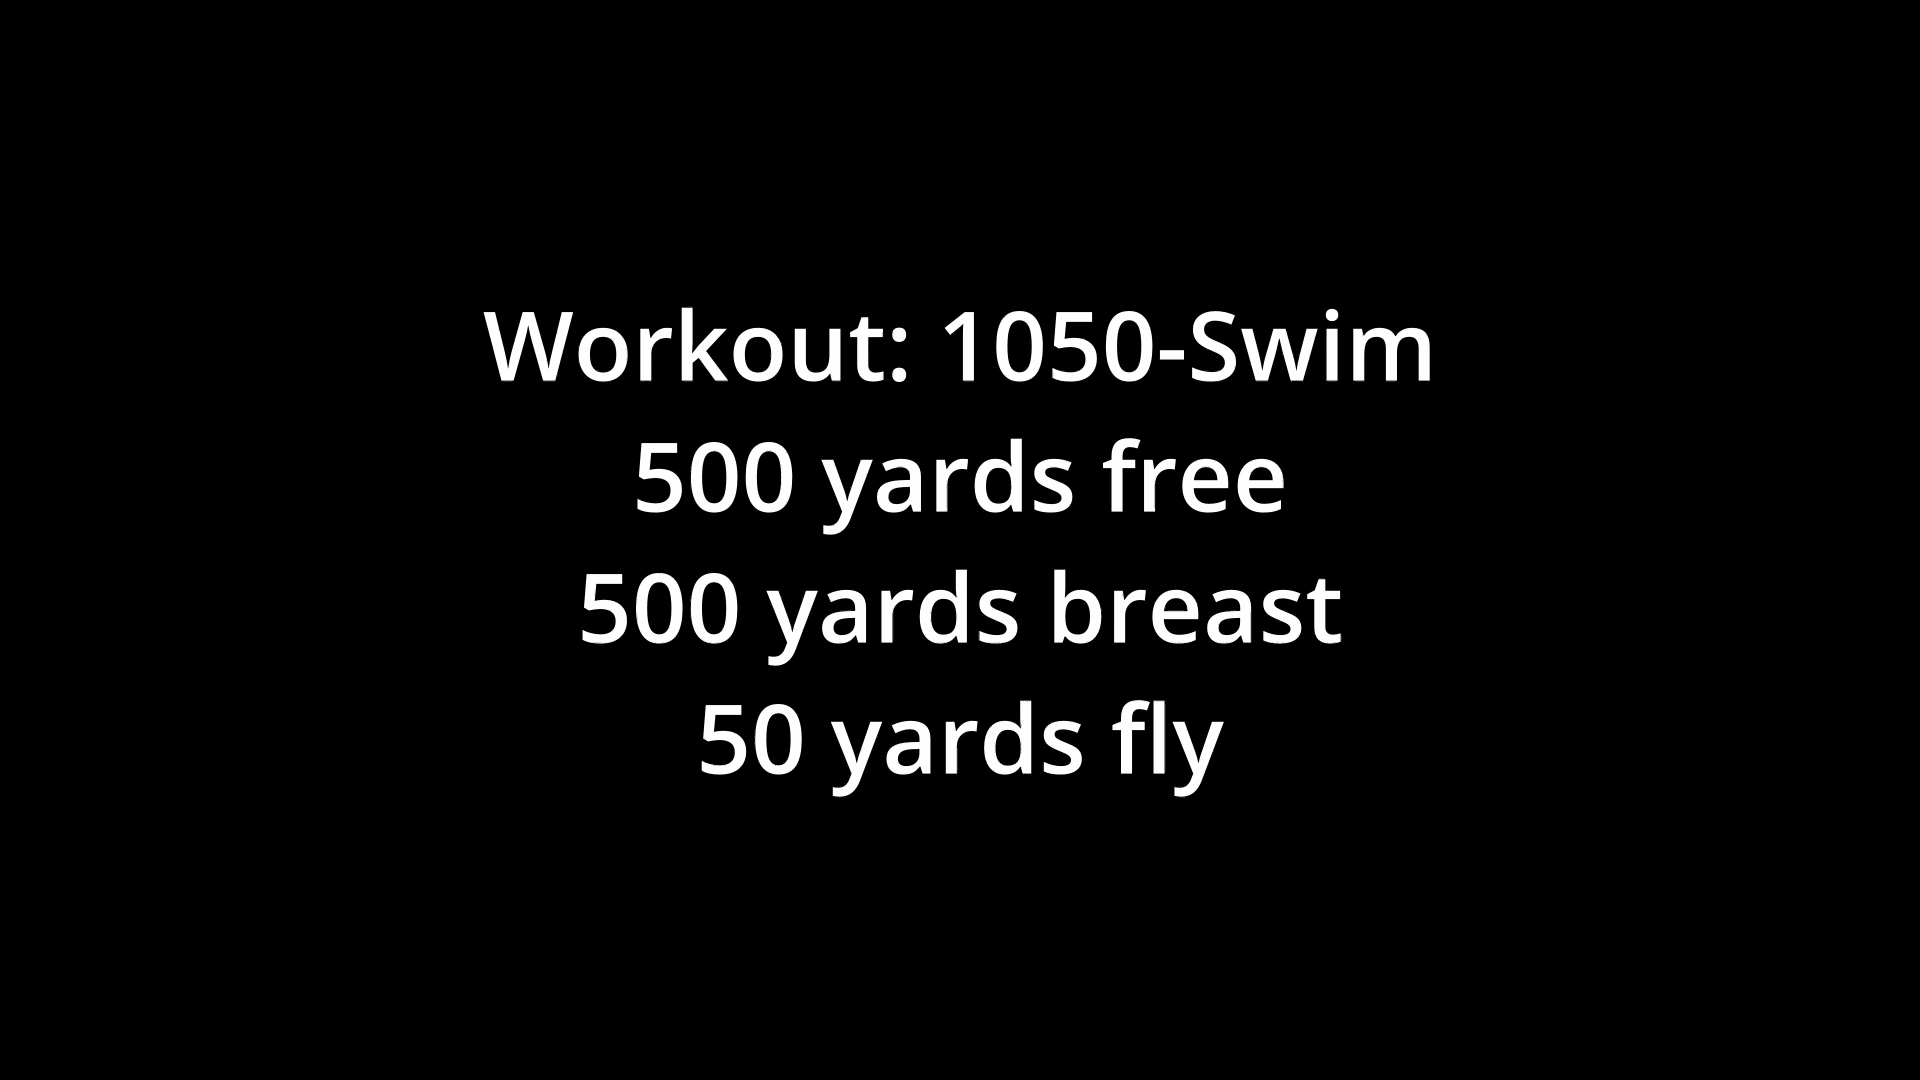 Workout: 1050-Swim
500 yards free
500 yards breast
50 yards fly